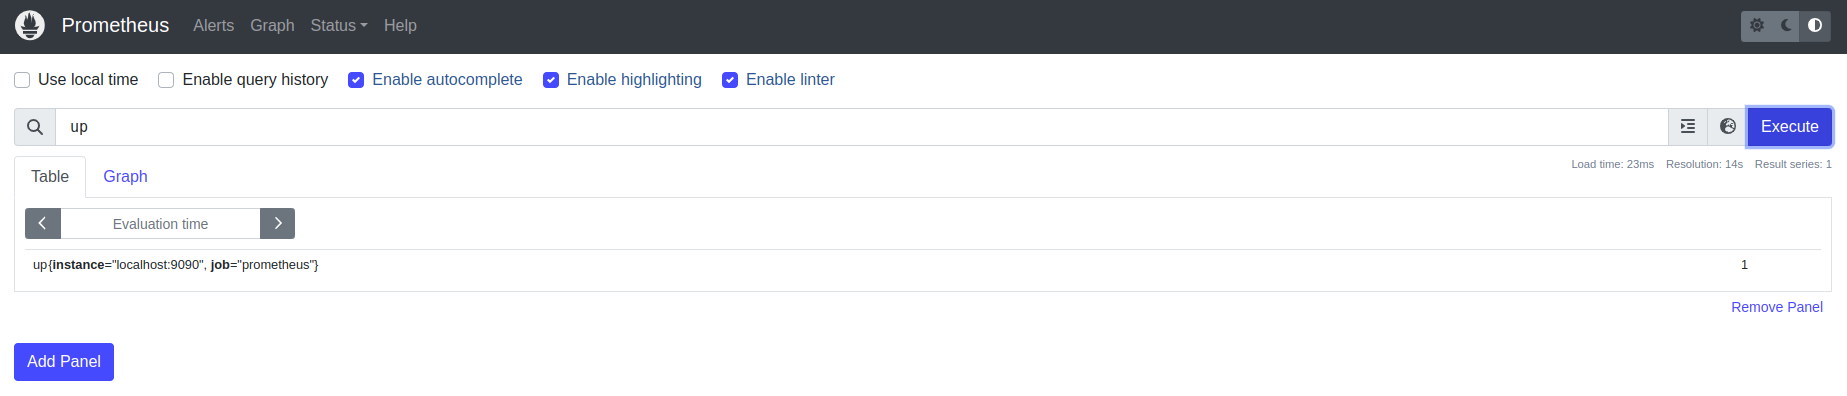 Prometheus Alerts Graph Status Help
Use local time Enable query history Enable autocomplete Enable highlighting Enable linter
up Execute
Table Graph Load time: 23ms Resolution: 14s Result series: 1
Evaluation time
up{instance="localhost:9090", job="prometheus"} 1
Remove Panel
Add Panel